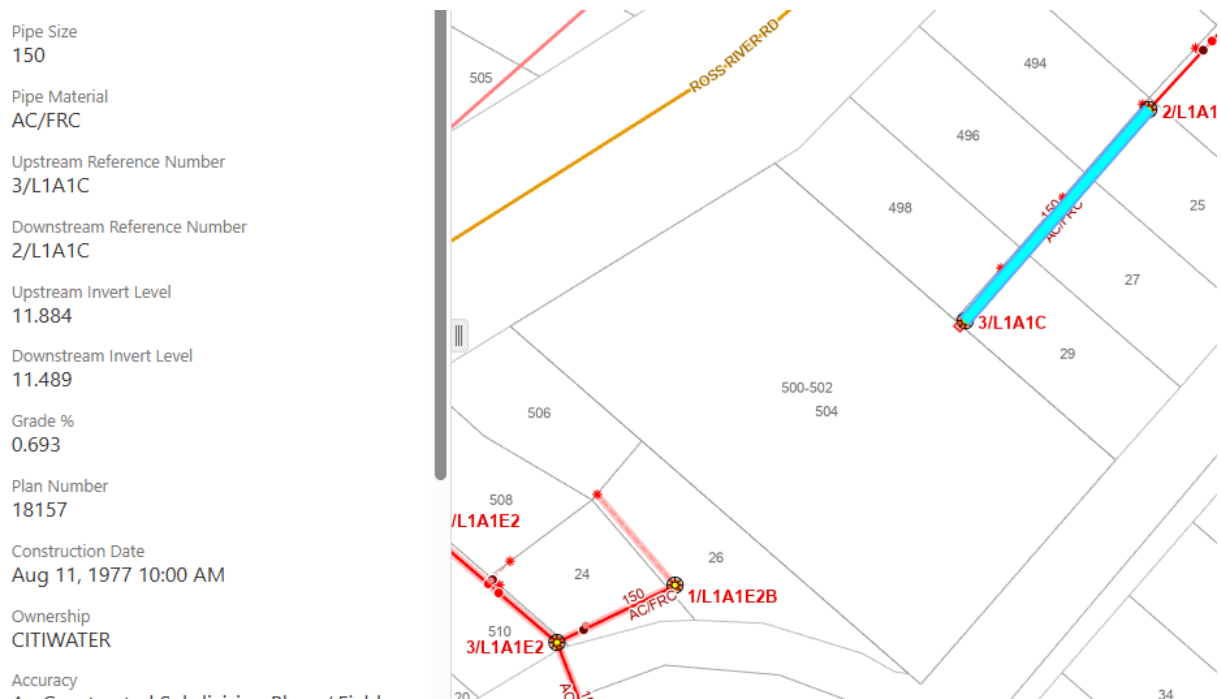 Pipe Size
150
Pipe Material
AC/FRC
Upstream Reference Number
3/L1A1C
Downstream Reference Number
2/L1A1C
Upstream Invert Level
11.884
Downstream Invert Level
11.489
Grade %
0.693
Plan Number
18157
Construction Date
Aug 11, 1977 10:00 AM
Ownership
CITIWATER
Accuracy
ROSS RIVER RD
505
494
2/L1A1
496
25
498
150
AC/FRC
27
3/L1A1C
29
500-502
504
506
508
/L1A1E2
24
26
150
AC/FRC
1/L1A1E2B
510
3/L1A1E2
20
34